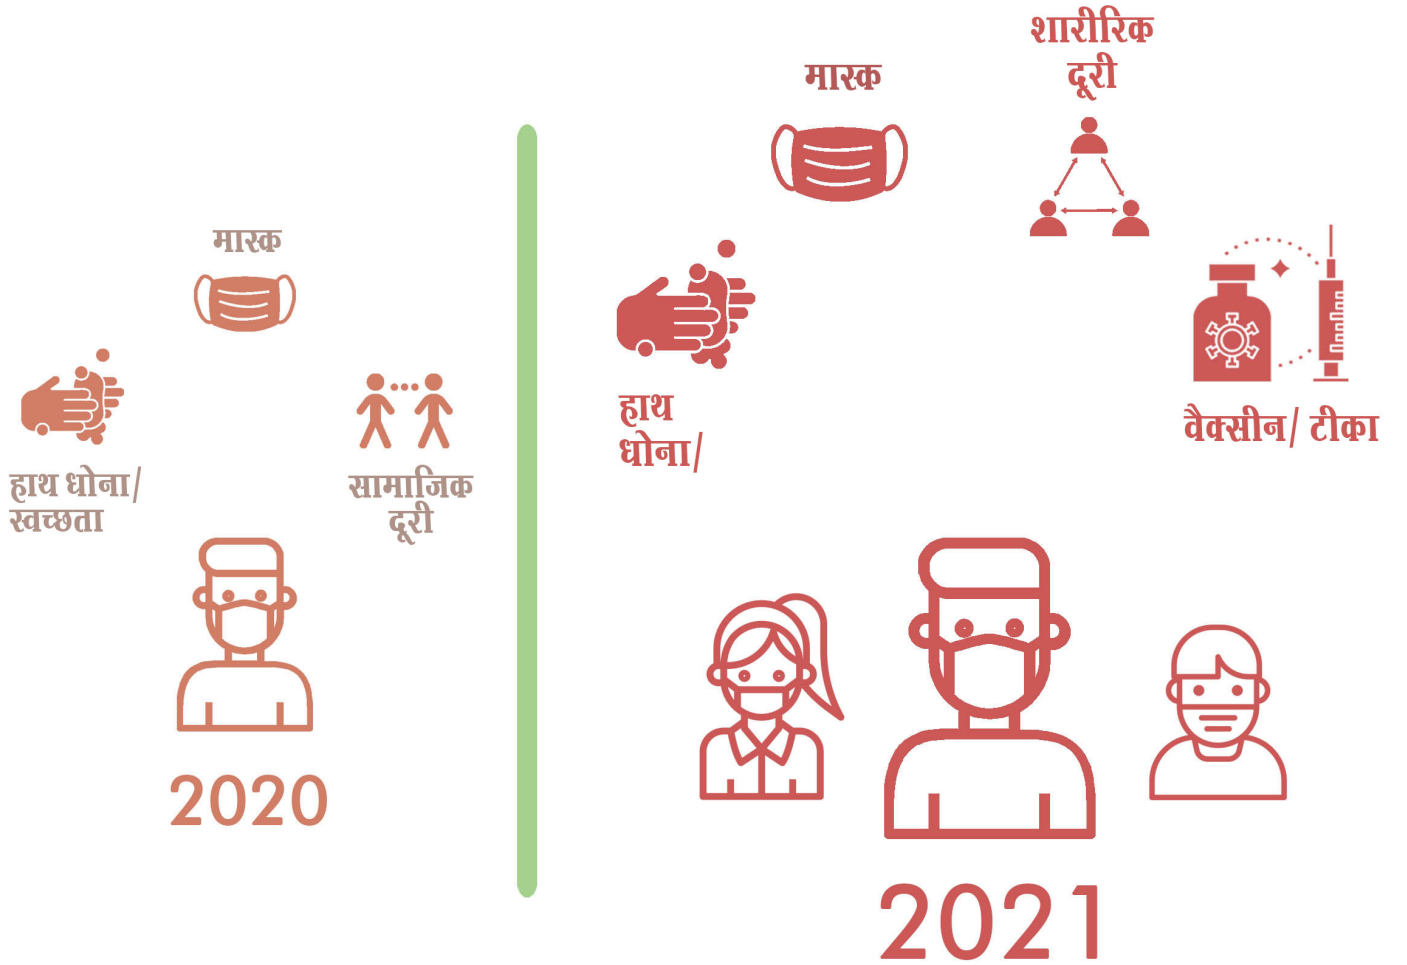 मास्क
हाथ धोना/
स्वच्छता
सामाजिक
दूरी
2020
शारीरिक
दूरी
मास्क
हाथ
धोना/
वैक्सीन/ टीका
2021